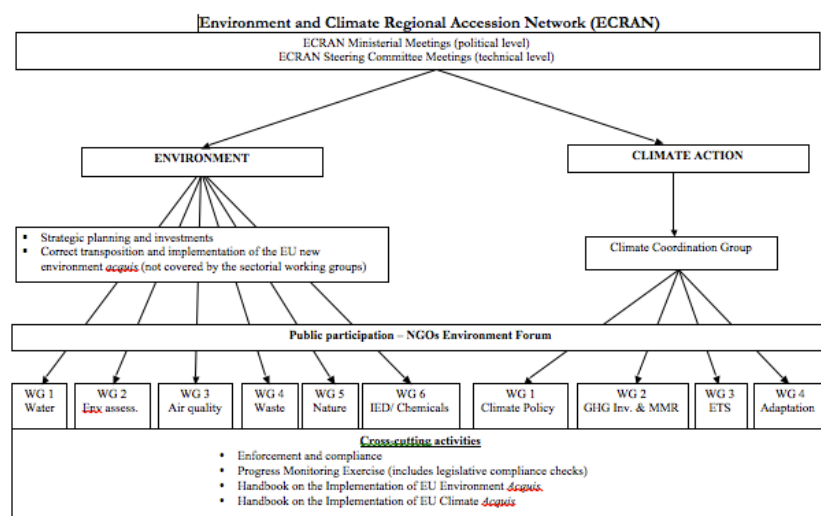 Environment and Climate Regional Accession Network (ECRAN)
ECRAN Ministerial Meetings (political level)
ECRAN Steering Committee Meetings (technical level)
ENVIRONMENT
CLIMATE ACTION
• Strategic planning and investments
• Correct transposition and implementation of the EU new
environment acquis (not covered by the sectorial working groups)
Climate Coordination Group
Public participation – NGOs Environment Forum
WG 1
Water
WG 2
Env assess.
WG 3
Air quality
WG 4
Waste
WG 5
Nature
WG 6
IED/ Chemicals
WG 1
Climate Policy
WG 2
GHG Inv. & MMR
WG 3
ETS
WG 4
Adaptation
Cross-cutting activities
• Enforcement and compliance
• Progress Monitoring Exercise (includes legislative compliance checks)
• Handbook on the Implementation of EU Environment Acquis
• Handbook on the Implementation of EU Climate Acquis